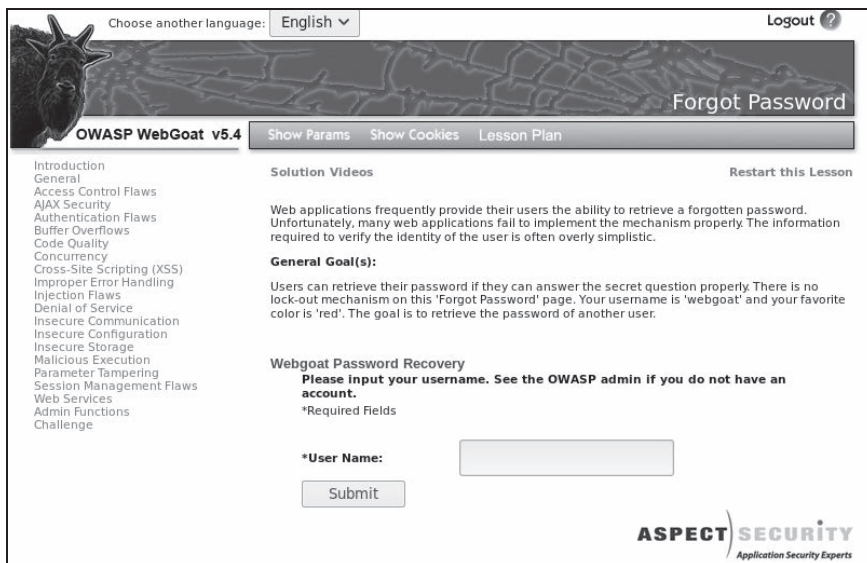 Choose another language: English
Logout ?
Forgot Password
OWASP WebGoat v5.4
Show Params Show Cookies Lesson Plan
Introduction
General
Access Control Flaws
AJAX Security
Authentication Flaws
Buffer Overflows
Code Quality
Concurrency
Cross-Site Scripting (XSS)
Improper Error Handling
Injection Flaws
Denial of Service
Insecure Communication
Insecure Configuration
Insecure Storage
Malicious Execution
Parameter Tampering
Session Management Flaws
Web Services
Admin Functions
Challenge
Solution Videos
Restart this Lesson
Web applications frequently provide their users the ability to retrieve a forgotten password.
Unfortunately, many web applications fail to implement the mechanism properly. The information
required to verify the identity of the user is often overly simplistic.
General Goal(s):
Users can retrieve their password if they can answer the secret question properly. There is no
lock-out mechanism on this 'Forgot Password' page. Your username is 'webgoat' and your favorite
color is 'red'. The goal is to retrieve the password of another user.
Webgoat Password Recovery
Please input your username. See the OWASP admin if you do not have an
account.
*Required Fields
*User Name:
Submit
ASPECT SECURITY
Application Security Experts